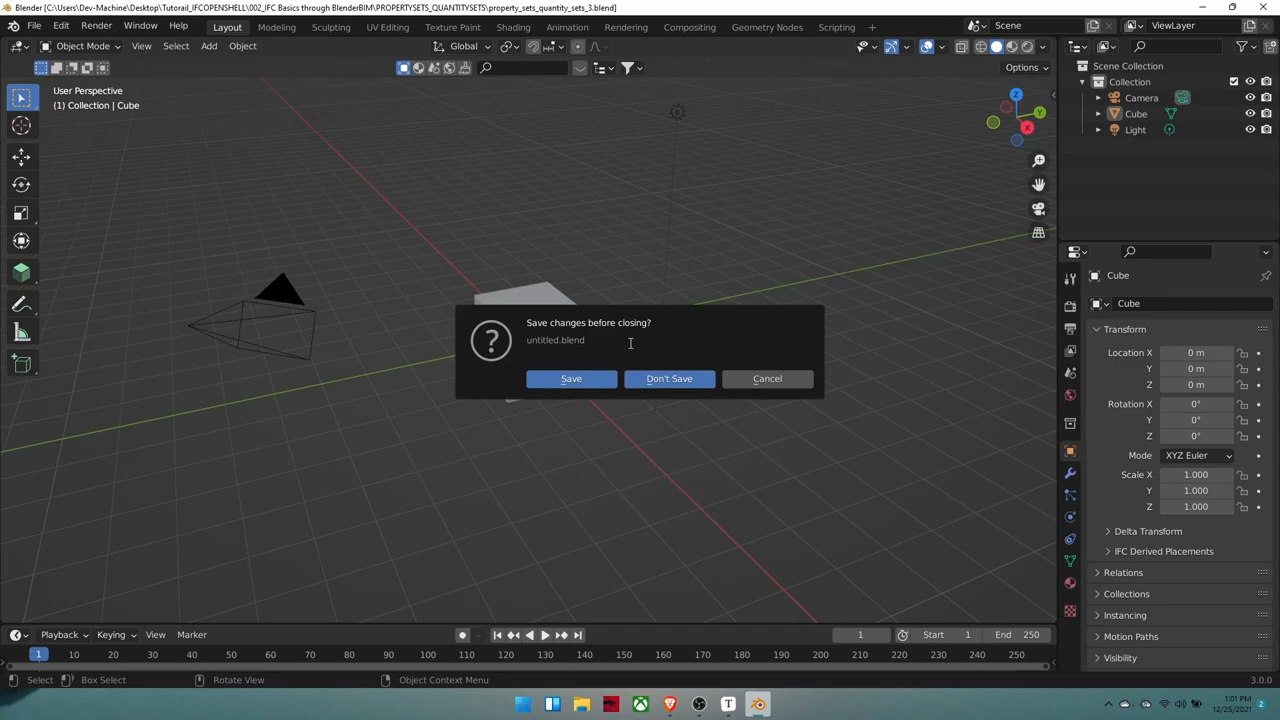 Blender [C:\Users\Dev-Machine\Desktop\Tutorail_IFCOPENSHELL\002_IFC Basics through BlenderBIM\PROPERTYSETS_QUANTITYSETS\property_sets_quantity_sets_3.blend]
File Edit Render Window Help Layout Modeling Sculpting UV Editing Texture Paint Shading Animation Rendering Compositing Geometry Nodes Scripting Scene ViewLayer
Object Mode View Select Add Object Global
Options
User Perspective
(1) Collection | Cube
Z
Y
X
Scene Collection
Collection
Camera
Cube
Light
Save changes before closing?
untitled.blend
Save Don't Save Cancel
Cube
Cube
Transform
Location X 0 m
Y 0 m
Z 0 m
Rotation X 0°
Y 0°
Z 0°
Mode XYZ Euler
Scale X 1.000
Y 1.000
Z 1.000
Delta Transform
IFC Derived Placements
Relations
Collections
Instancing
Motion Paths
Visibility
Playback Keying View Marker 1 Start 1 End 250
1 10 20 30 40 50 60 70 80 90 100 110 120 130 140 150 160 170 180 190 200 210 220 230 240 250
Select Box Select Rotate View Object Context Menu 3.0.0
T
1:01 PM
12/25/2021
2